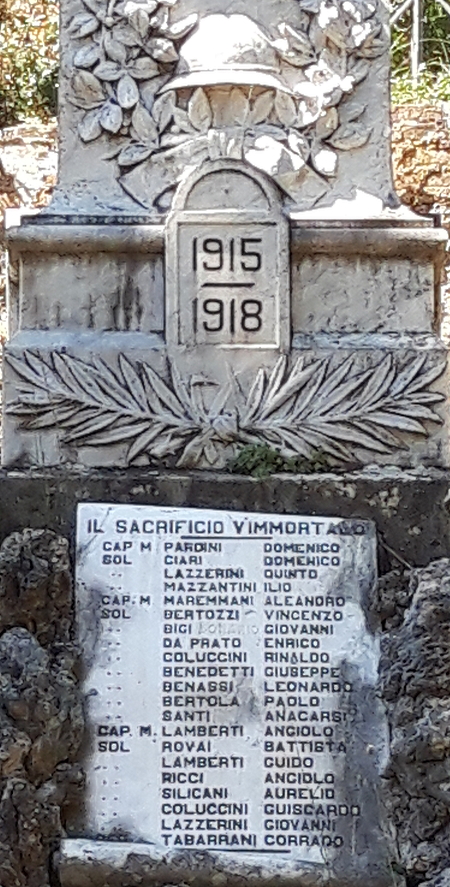 1915
1918
IL SACRIFICIO V'IMMORTALÒ
CAP. M PARDINI DOMENICO
SOL CIARI DOMENICO
" LAZZERINI QUINTO
" MAZZANTINI ILIO
CAP. M. MAREMMANI ALEANDRO
SOL BERTOZZI VINCENZO
" BIGI GIOVANNI
" DA PRATO ENRICO
" COLUCCINI RINALDO
" BENEDETTI GIUSEPPE
" BENASSI LEONARDO
" BERTOLA PAOLO
" SANTI ANACARSI
CAP. M. LAMBERTI ANGIOLO
SOL ROVAI BATTISTA
" LAMBERTI GUIDO
" RICCI ANGIOLO
" SILICANI AURELIO
" COLUCCINI GUISCARDO
" LAZZERINI GIOVANNI
" TABARRANI CORRADO